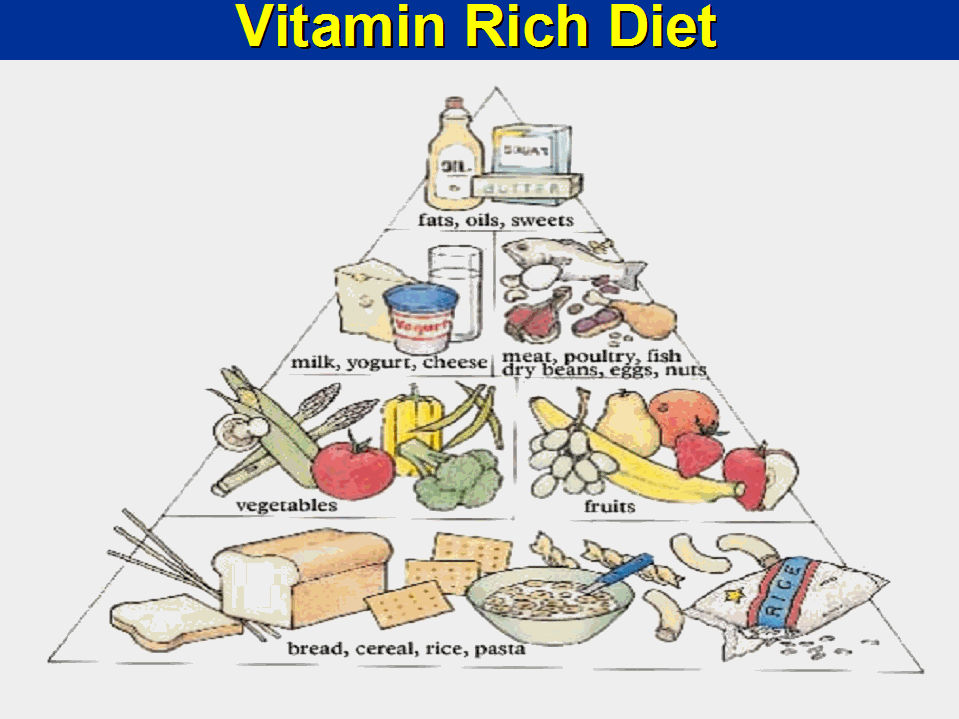 Vitamin Rich Diet
OIL
SUGAR
BUTTER
fats, oils, sweets
Yogurt
milk, yogurt, cheese
meat, poultry, fish
dry beans, eggs, nuts
vegetables
fruits
RICE
bread, cereal, rice, pasta